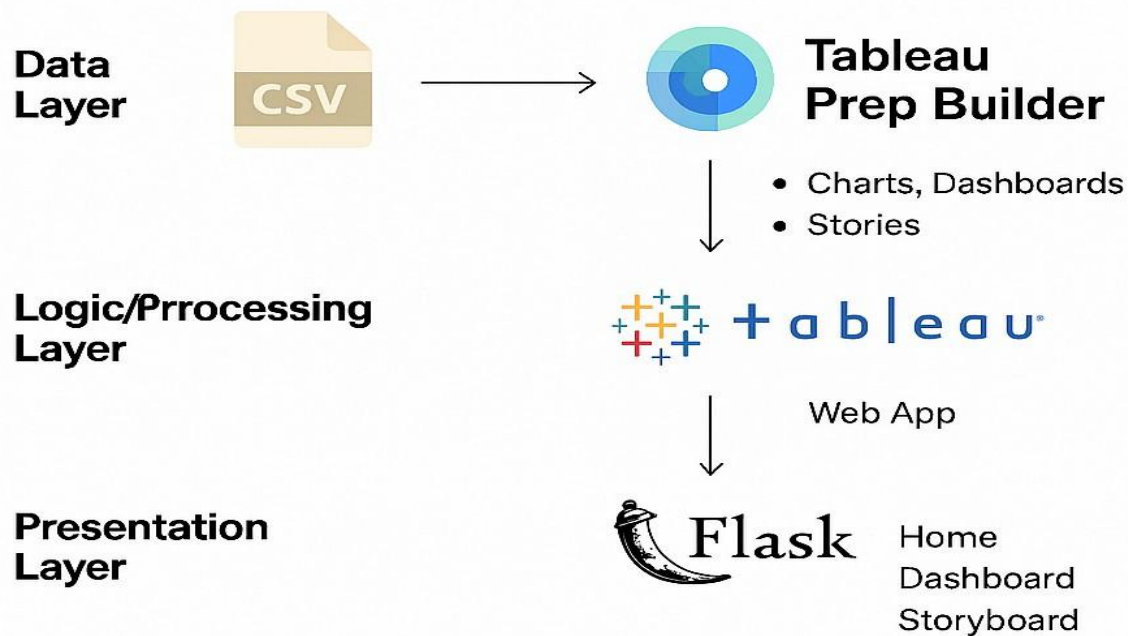 Data
Layer
CSV
Tableau
Prep Builder
• Charts, Dashboards
• Stories
Logic/Prrocessing
Layer
+ableau®
Web App
Presentation
Layer
Flask
Home
Dashboard
Storyboard